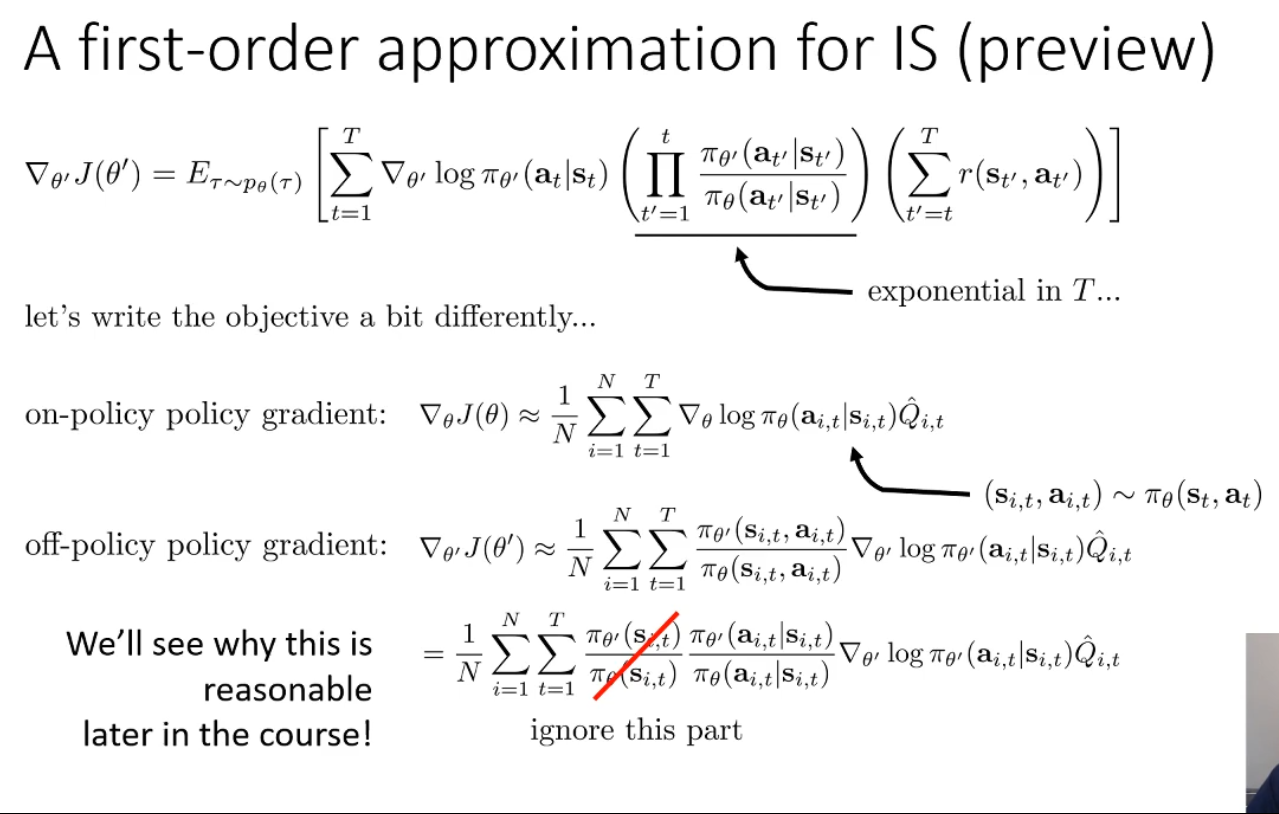 A first-order approximation for IS (preview)
$\nabla_{\theta'} J(\theta') = E_{\tau \sim p_\theta(\tau)} \left[ \sum_{t=1}^{T} \nabla_{\theta'} \log \pi_{\theta'}(\mathbf{a}_t|\mathbf{s}_t) \left( \prod_{t'=1}^{t} \frac{\pi_{\theta'}(\mathbf{a}_{t'}|\mathbf{s}_{t'})}{\pi_\theta(\mathbf{a}_{t'}|\mathbf{s}_{t'})} \right) \left( \sum_{t'=t}^{T} r(\mathbf{s}_{t'}, \mathbf{a}_{t'}) \right) \right]$
exponential in $T$...
let's write the objective a bit differently...
on-policy policy gradient: $\nabla_\theta J(\theta) \approx \frac{1}{N} \sum_{i=1}^{N} \sum_{t=1}^{T} \nabla_\theta \log \pi_\theta(\mathbf{a}_{i,t}|\mathbf{s}_{i,t}) \hat{Q}_{i,t}$
$(\mathbf{s}_{i,t}, \mathbf{a}_{i,t}) \sim \pi_\theta(\mathbf{s}_t, \mathbf{a}_t)$
off-policy policy gradient: $\nabla_{\theta'} J(\theta') \approx \frac{1}{N} \sum_{i=1}^{N} \sum_{t=1}^{T} \frac{\pi_{\theta'}(\mathbf{s}_{i,t}, \mathbf{a}_{i,t})}{\pi_\theta(\mathbf{s}_{i,t}, \mathbf{a}_{i,t})} \nabla_{\theta'} \log \pi_{\theta'}(\mathbf{a}_{i,t}|\mathbf{s}_{i,t}) \hat{Q}_{i,t}$
$= \frac{1}{N} \sum_{i=1}^{N} \sum_{t=1}^{T} \frac{\pi_{\theta'}(\mathbf{s}_{i,t})}{\pi_\theta(\mathbf{s}_{i,t})} \frac{\pi_{\theta'}(\mathbf{a}_{i,t}|\mathbf{s}_{i,t})}{\pi_\theta(\mathbf{a}_{i,t}|\mathbf{s}_{i,t})} \nabla_{\theta'} \log \pi_{\theta'}(\mathbf{a}_{i,t}|\mathbf{s}_{i,t}) \hat{Q}_{i,t}$
We'll see why this is
reasonable
later in the course!
ignore this part